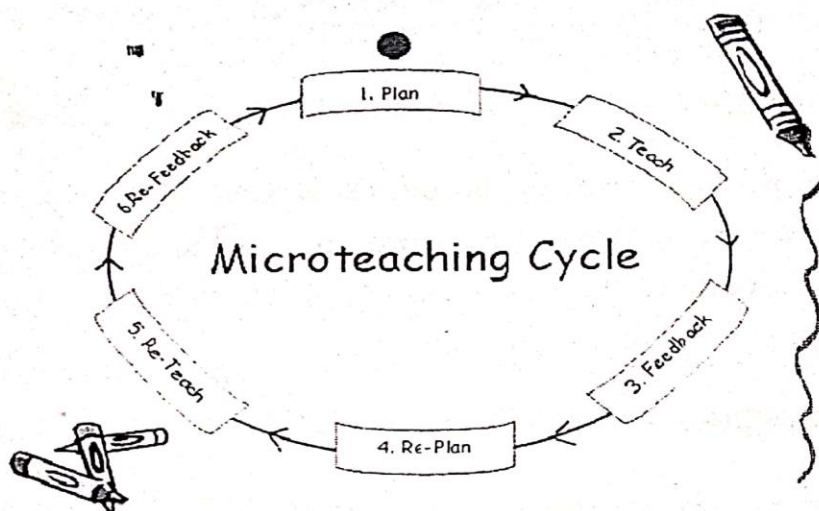 1. Plan
2. Teach
3. Feedback
4. Re-Plan
5. Re-Teach
6. Re-Feedback
Microteaching Cycle